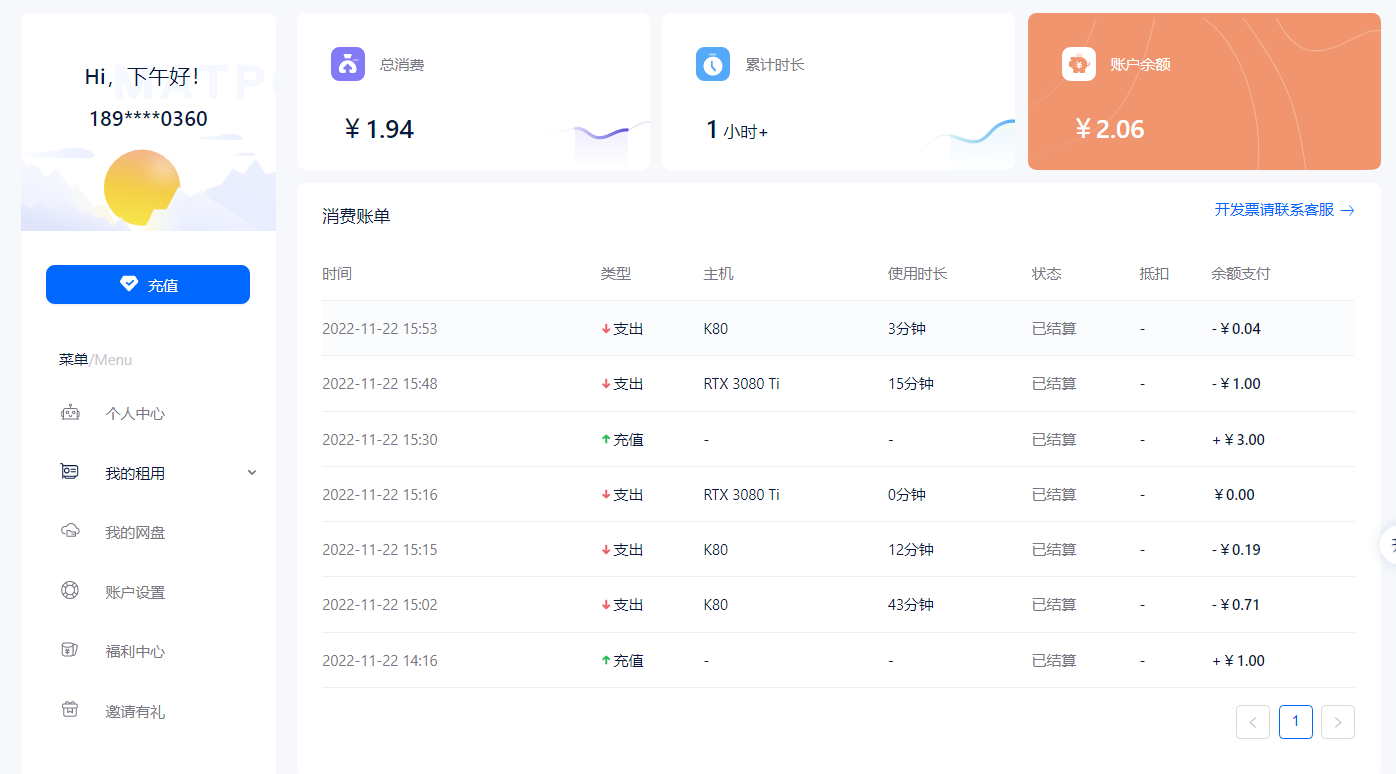 MATP
Hi，下午好！
189****0360
充值
菜单/Menu
个人中心
我的租用
我的网盘
账户设置
福利中心
邀请有礼
总消费
￥1.94
累计时长
1 小时+
账户余额
￥2.06
消费账单
开发票请联系客服 →
时间 类型 主机 使用时长 状态 抵扣 余额支付
2022-11-22 15:53 支出 K80 3分钟 已结算 - -￥0.04
2022-11-22 15:48 支出 RTX 3080 Ti 15分钟 已结算 - -￥1.00
2022-11-22 15:30 充值 - - 已结算 - +￥3.00
2022-11-22 15:16 支出 RTX 3080 Ti 0分钟 已结算 - ￥0.00
2022-11-22 15:15 支出 K80 12分钟 已结算 - -￥0.19
2022-11-22 15:02 支出 K80 43分钟 已结算 - -￥0.71
2022-11-22 14:16 充值 - - 已结算 - +￥1.00
< 1 >